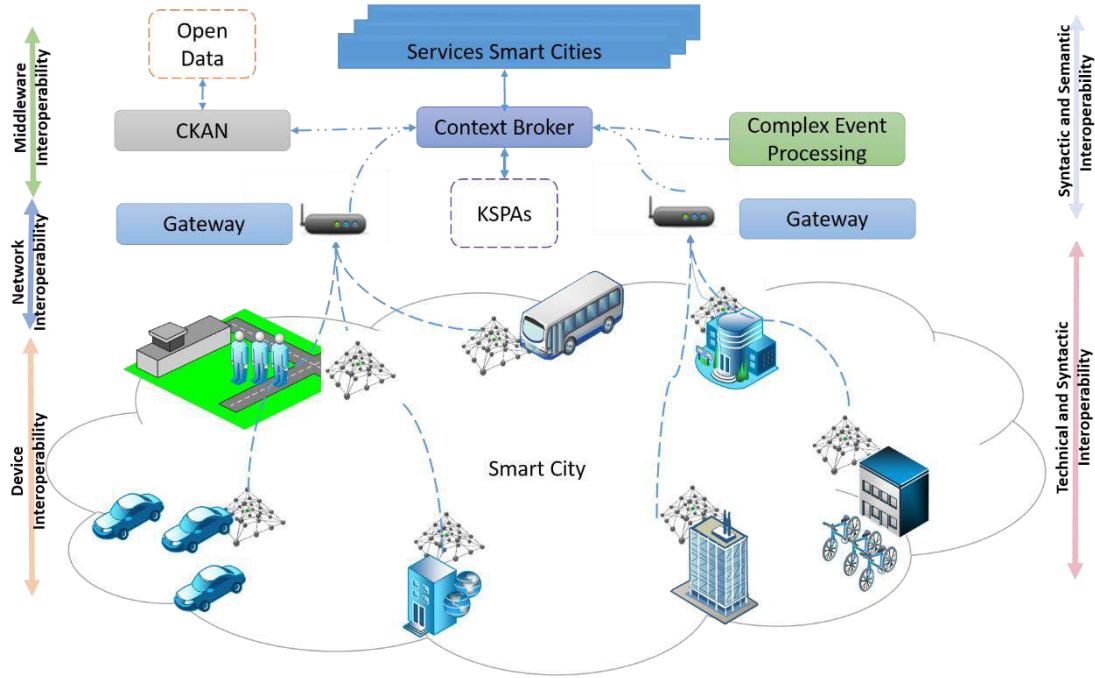 Open
Data
Services Smart Cities
CKAN
Context Broker
Complex Event
Processing
KSPAs
Gateway
Gateway
Smart City
Middleware
Interoperability
Network
Interoperability
Device
Interoperability
Syntactic and Semantic
Interoperability
Technical and Syntactic
Interoperability